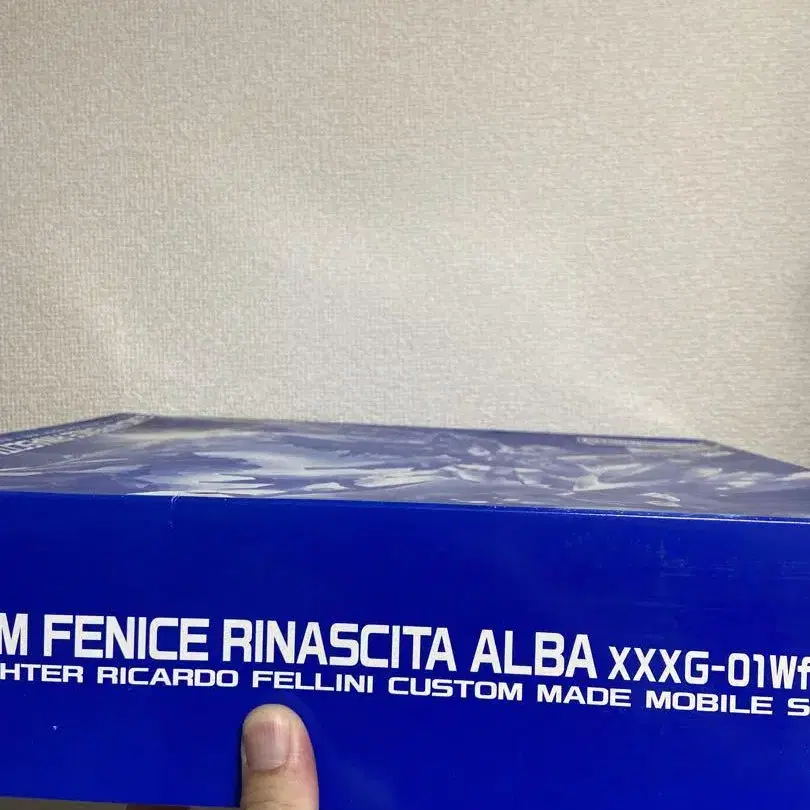 M FENICE RINASCITA ALBA XXXG-01Wf
HTER RICARDO FELLINI CUSTOM MADE MOBILE S